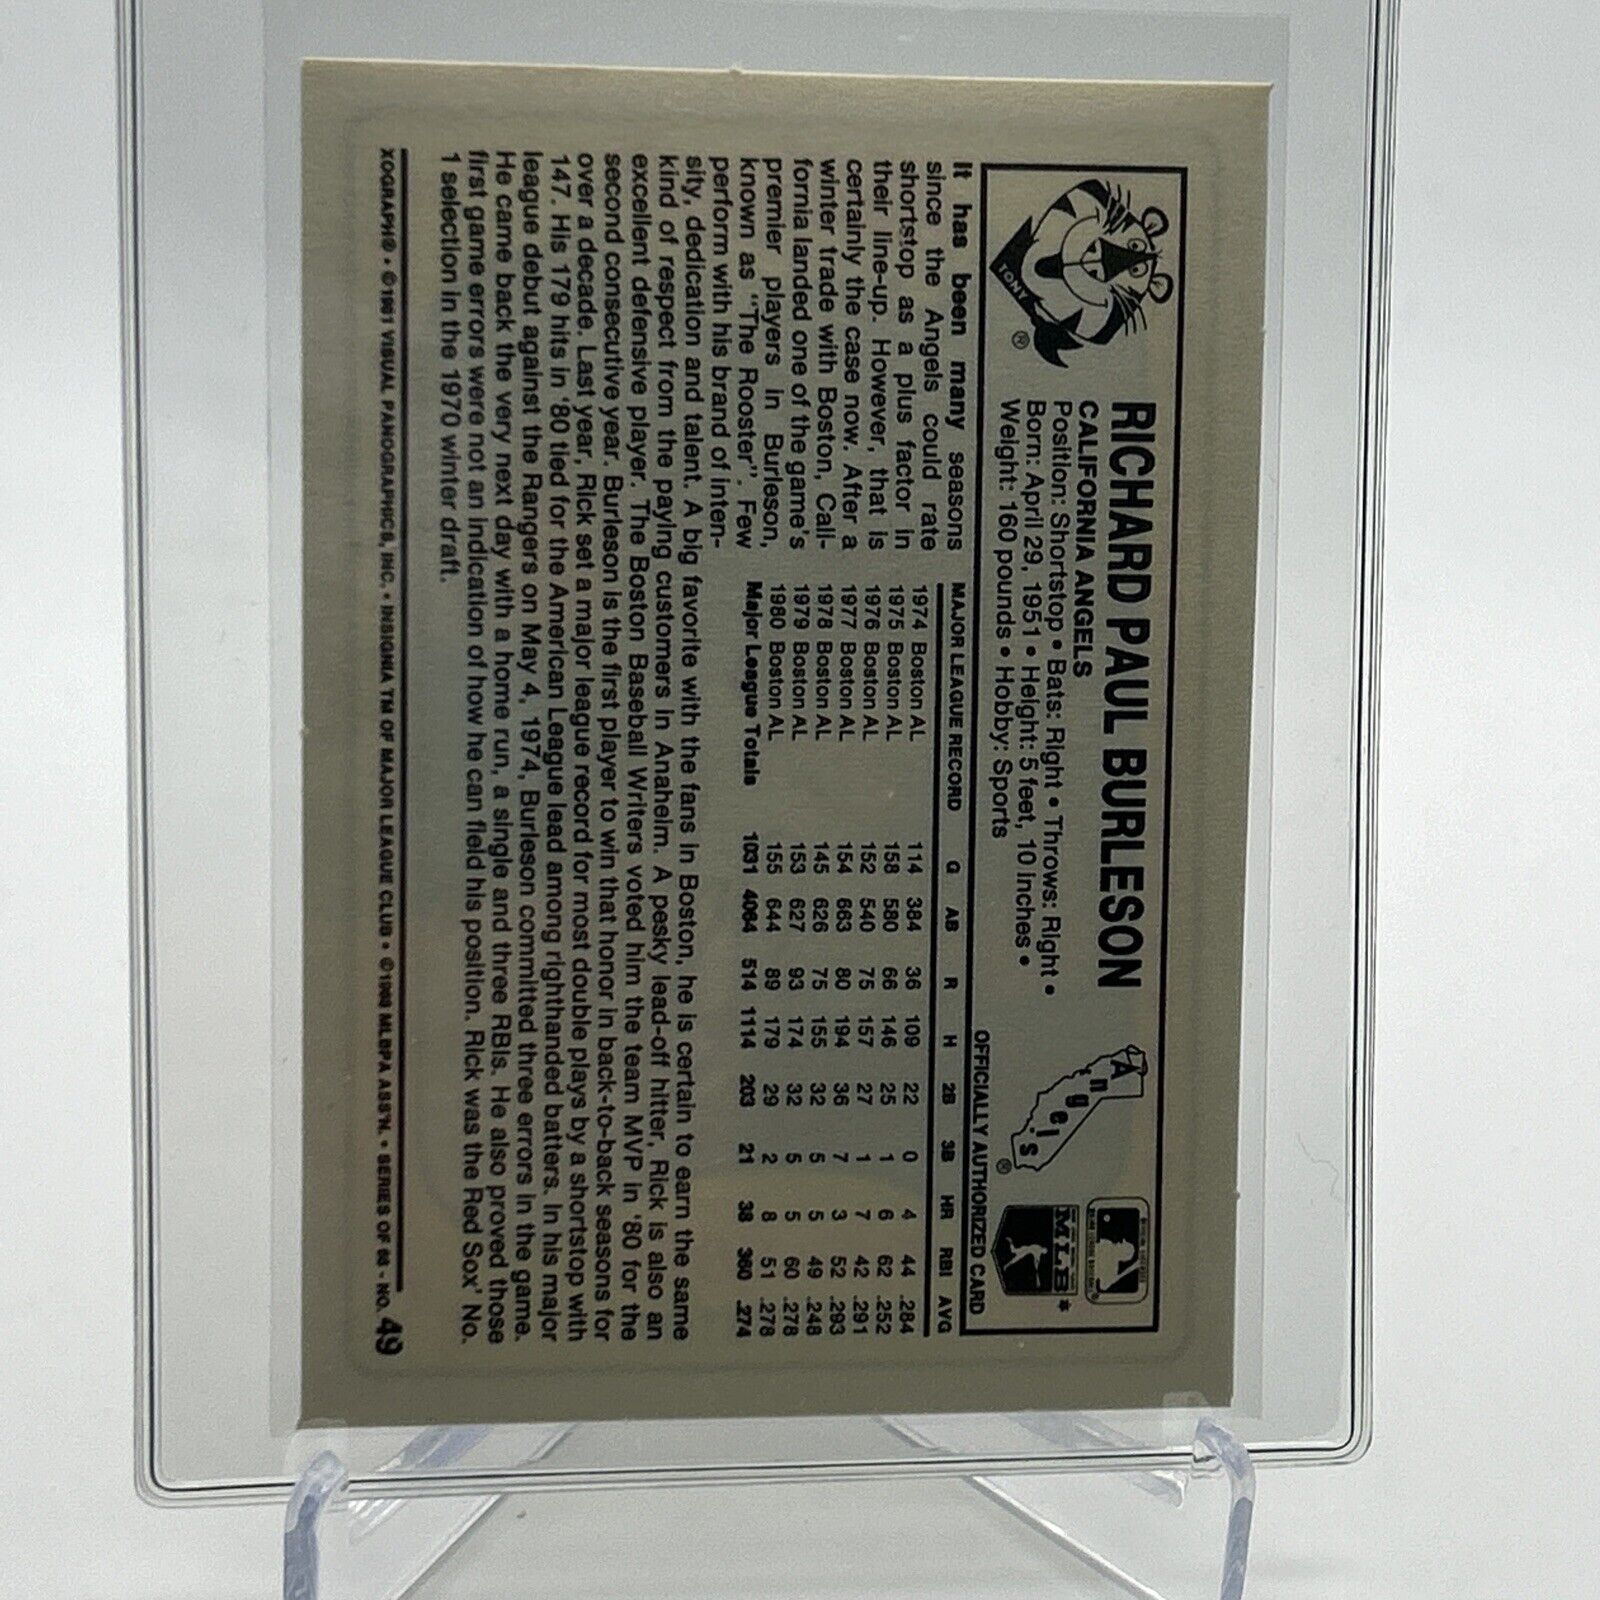 TONY
®
RICHARD PAUL BURLESON
CALIFORNIA ANGELS
Position: Shortstop • Bats: Right • Throws: Right •
Born: April 29, 1951 • Height: 5 feet, 10 inches •
Weight: 160 pounds • Hobby: Sports
Angels
®
MLB
OFFICIALLY AUTHORIZED CARD
It has been many seasons
since the Angels could rate
shortstop as a plus factor in
their line-up. However, that is
certainly the case now. After a
winter trade with Boston, Cali-
fornia landed one of the game's
premier players in Burleson,
known as "The Rooster". Few
perform with his brand of inten-
MAJOR LEAGUE RECORD G AB R H 2B 3B HR RBI AVG
1974 Boston AL 114 384 36 109 22 0 4 44 .284
1975 Boston AL 158 580 66 146 25 1 6 62 .252
1976 Boston AL 152 540 75 157 27 1 7 42 .291
1977 Boston AL 154 663 80 194 36 7 3 52 .293
1978 Boston AL 145 626 75 155 32 5 5 49 .248
1979 Boston AL 153 627 93 174 32 5 5 60 .278
1980 Boston AL 155 644 89 179 29 2 8 51 .278
Major League Totals 1031 4064 514 1114 203 21 38 360 .274
sity, dedication and talent. A big favorite with the fans in Boston, he is certain to earn the same
kind of respect from the paying customers in Anaheim. A pesky lead-off hitter, Rick is also an
excellent defensive player. The Boston Baseball Writers voted him the team MVP in '80 for the
second consecutive year. Burleson is the first player to win that honor in back-to-back seasons for
over a decade. Last year, Rick set a major league record for most double plays by a shortstop with
147. His 179 hits in '80 tied for the American League lead among righthanded batters. In his major
league debut against the Rangers on May 4, 1974, Burleson committed three errors in the game.
He came back the very next day with a home run, a single and three RBIs. He also proved those
first game errors were not an indication of how he can field his position. Rick was the Red Sox' No.
1 selection in the 1970 winter draft.
XOGRAPH® • ©1981 VISUAL PANOGRAPHICS, INC. • INSIGNIA TM OF MAJOR LEAGUE CLUB • ©1968 MLBPA ASS'N. • SERIES OF 66 - NO. 49